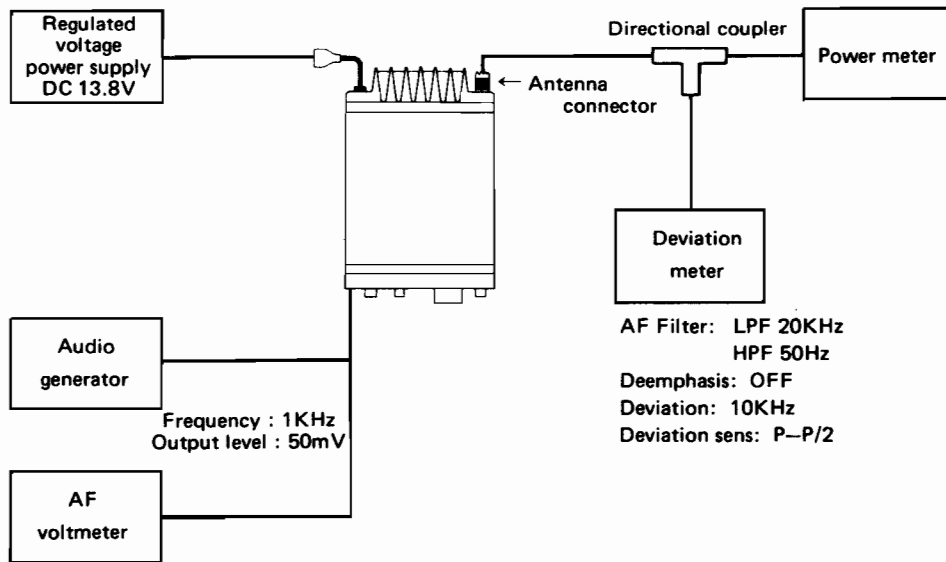 Regulated
voltage
power supply
DC 13.8V
Directional coupler
Power meter
← Antenna
connector
Deviation
meter
AF Filter: LPF 20KHz
HPF 50Hz
Deemphasis: OFF
Deviation: 10KHz
Deviation sens: P–P/2
Audio
generator
Frequency : 1KHz
Output level : 50mV
AF
voltmeter